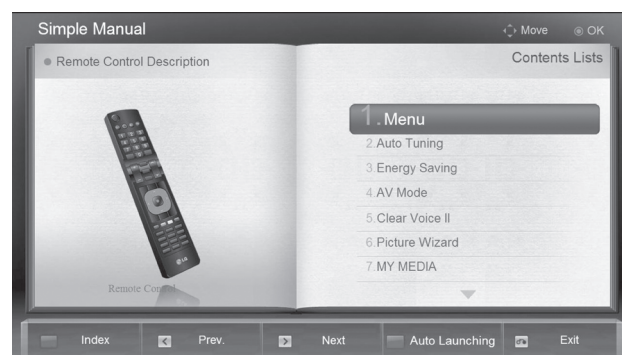 Simple Manual
Move
OK
Remote Control Description
Contents Lists
1.Menu
2.Auto Tuning
3.Energy Saving
4.AV Mode
5.Clear Voice II
6.Picture Wizard
7.MY MEDIA
LG
Remote Control
Index
Prev.
Next
Auto Launching
Exit